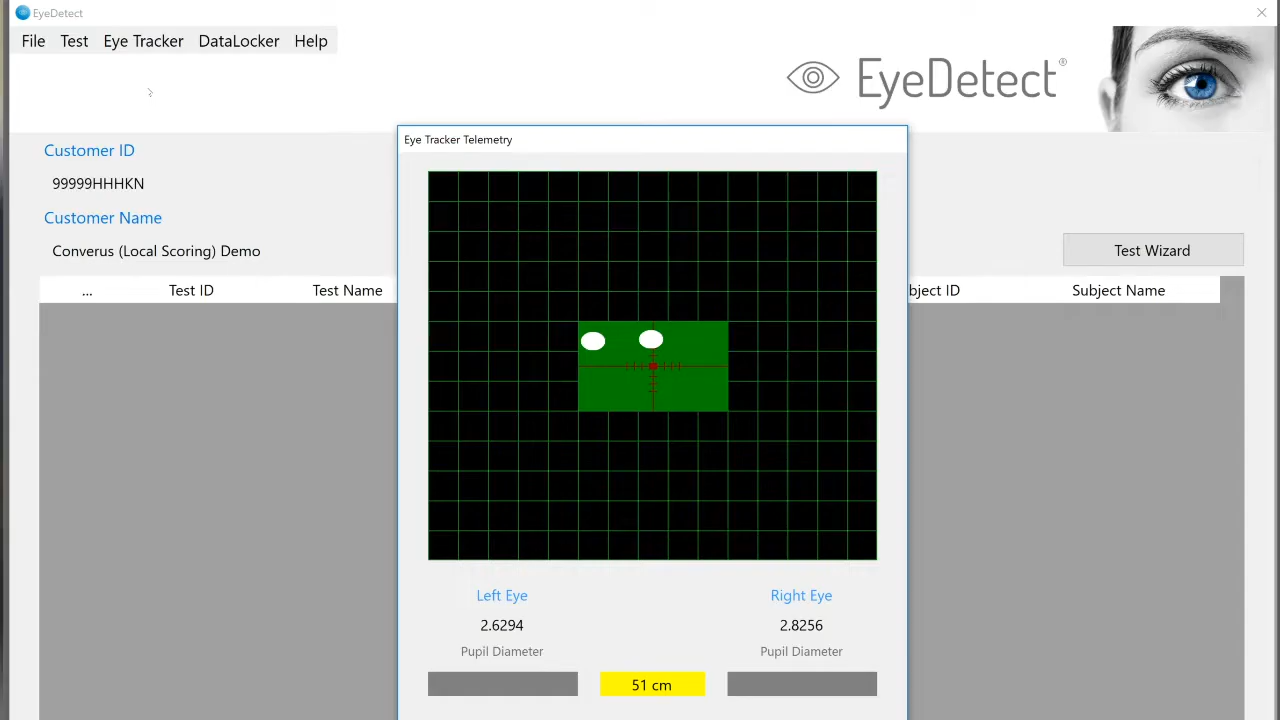 EyeDetect
File Test Eye Tracker DataLocker Help
EyeDetect®
Eye Tracker Telemetry
Customer ID
99999HHHKN
Customer Name
Converus (Local Scoring) Demo
Test Wizard
... Test ID Test Name bject ID Subject Name
Left Eye Right Eye
2.6294 2.8256
Pupil Diameter Pupil Diameter
51 cm